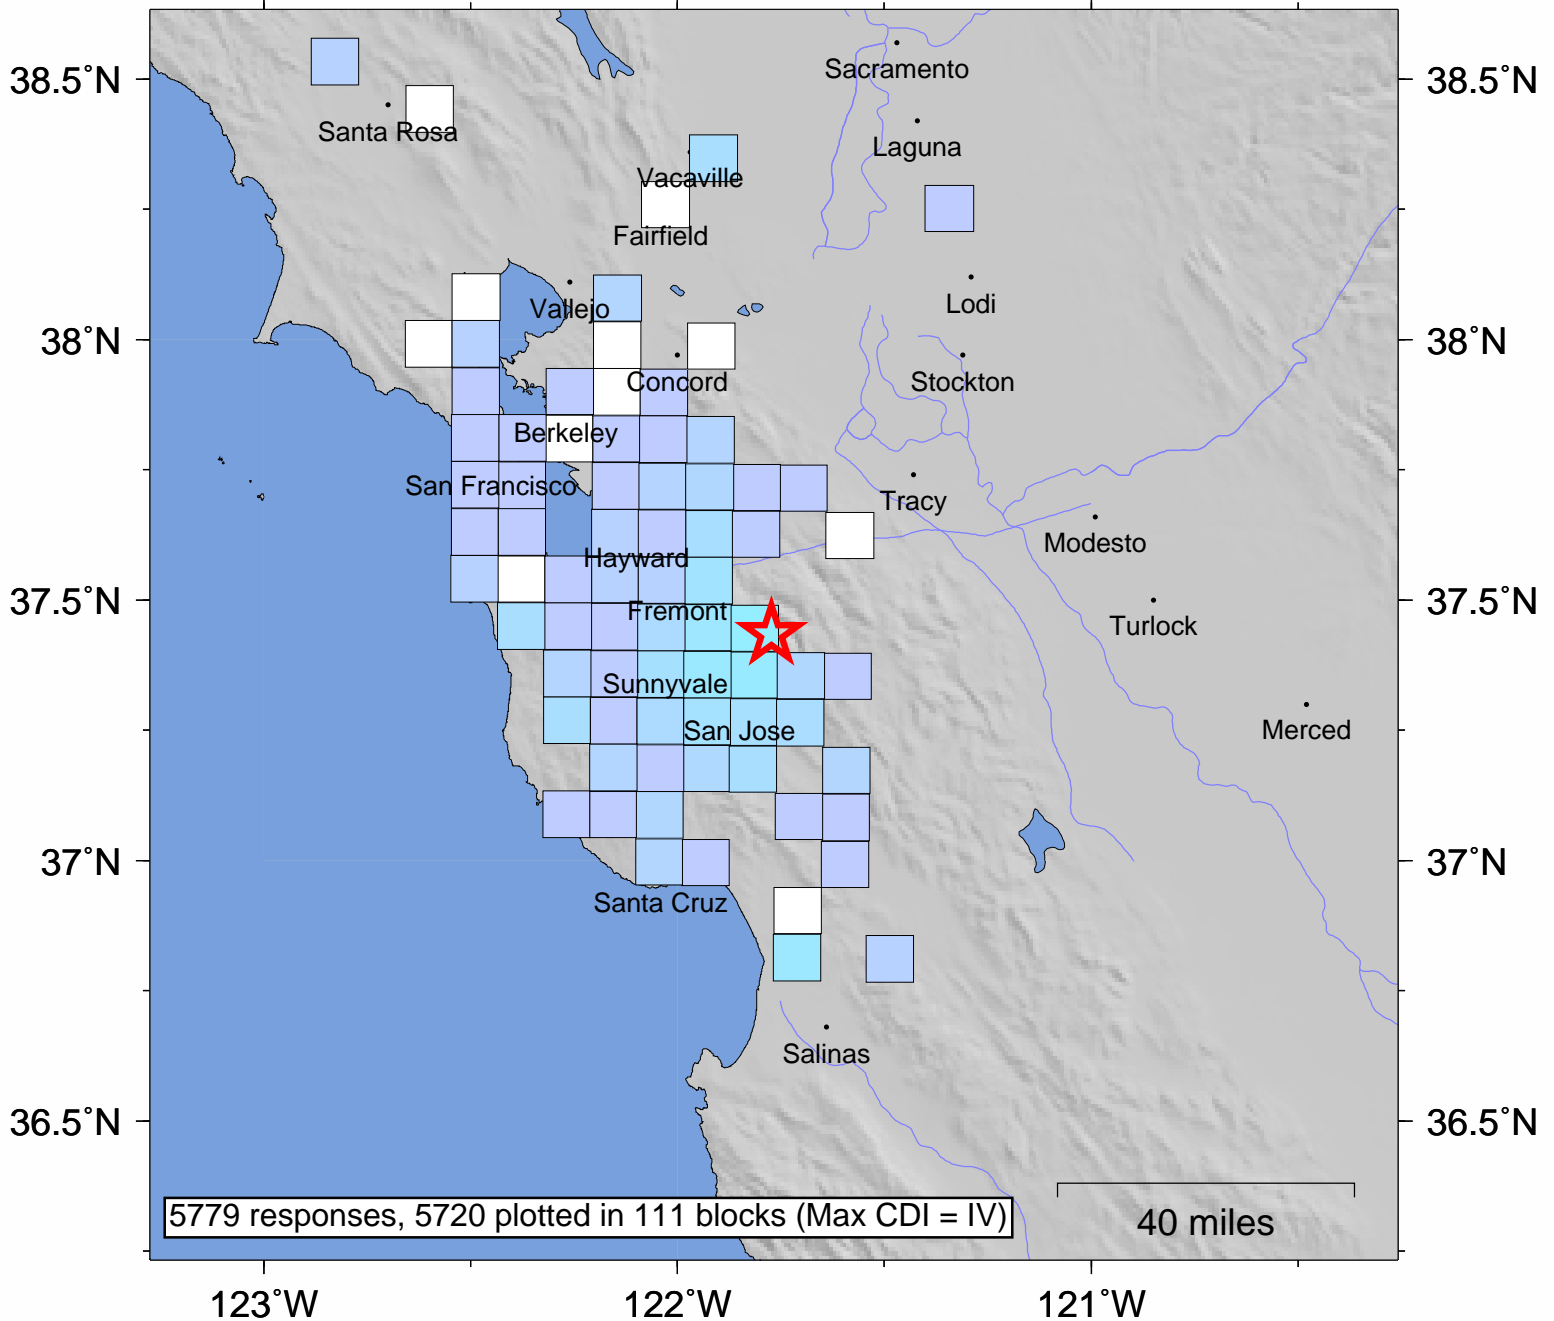 Sacramento
38.5˚N
38.5˚N
Santa Rosa
Laguna
Vacaville
Fairfield
Vallejo
Lodi
38˚N
38˚N
Concord
Stockton
Berkeley
San Francisco
Tracy
Modesto
Hayward
37.5˚N
37.5˚N
Fremont
Turlock
Sunnyvale
San Jose
Merced
37˚N
37˚N
Santa Cruz
Salinas
36.5˚N
36.5˚N
5779 responses, 5720 plotted in 111 blocks (Max CDI = IV)
40 miles
123˚W
122˚W
121˚W